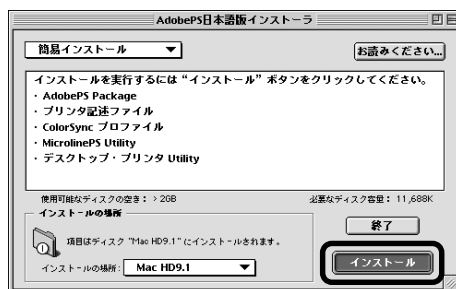 AdobePS日本語版インストーラ
簡易インストール
お読みください...
インストールを実行するには“インストール”ボタンをクリックしてください。
・AdobePS Package
・プリンタ記述ファイル
・ColorSync プロファイル
・MicrolinePS Utility
・デスクトップ・プリンタ Utility
使用可能なディスクの空き：>2GB 必要なディスク容量：11,688K
インストールの場所
項目はディスク“Mac HD9.1”にインストールされます。
インストールの場所： Mac HD9.1
終了
インストール